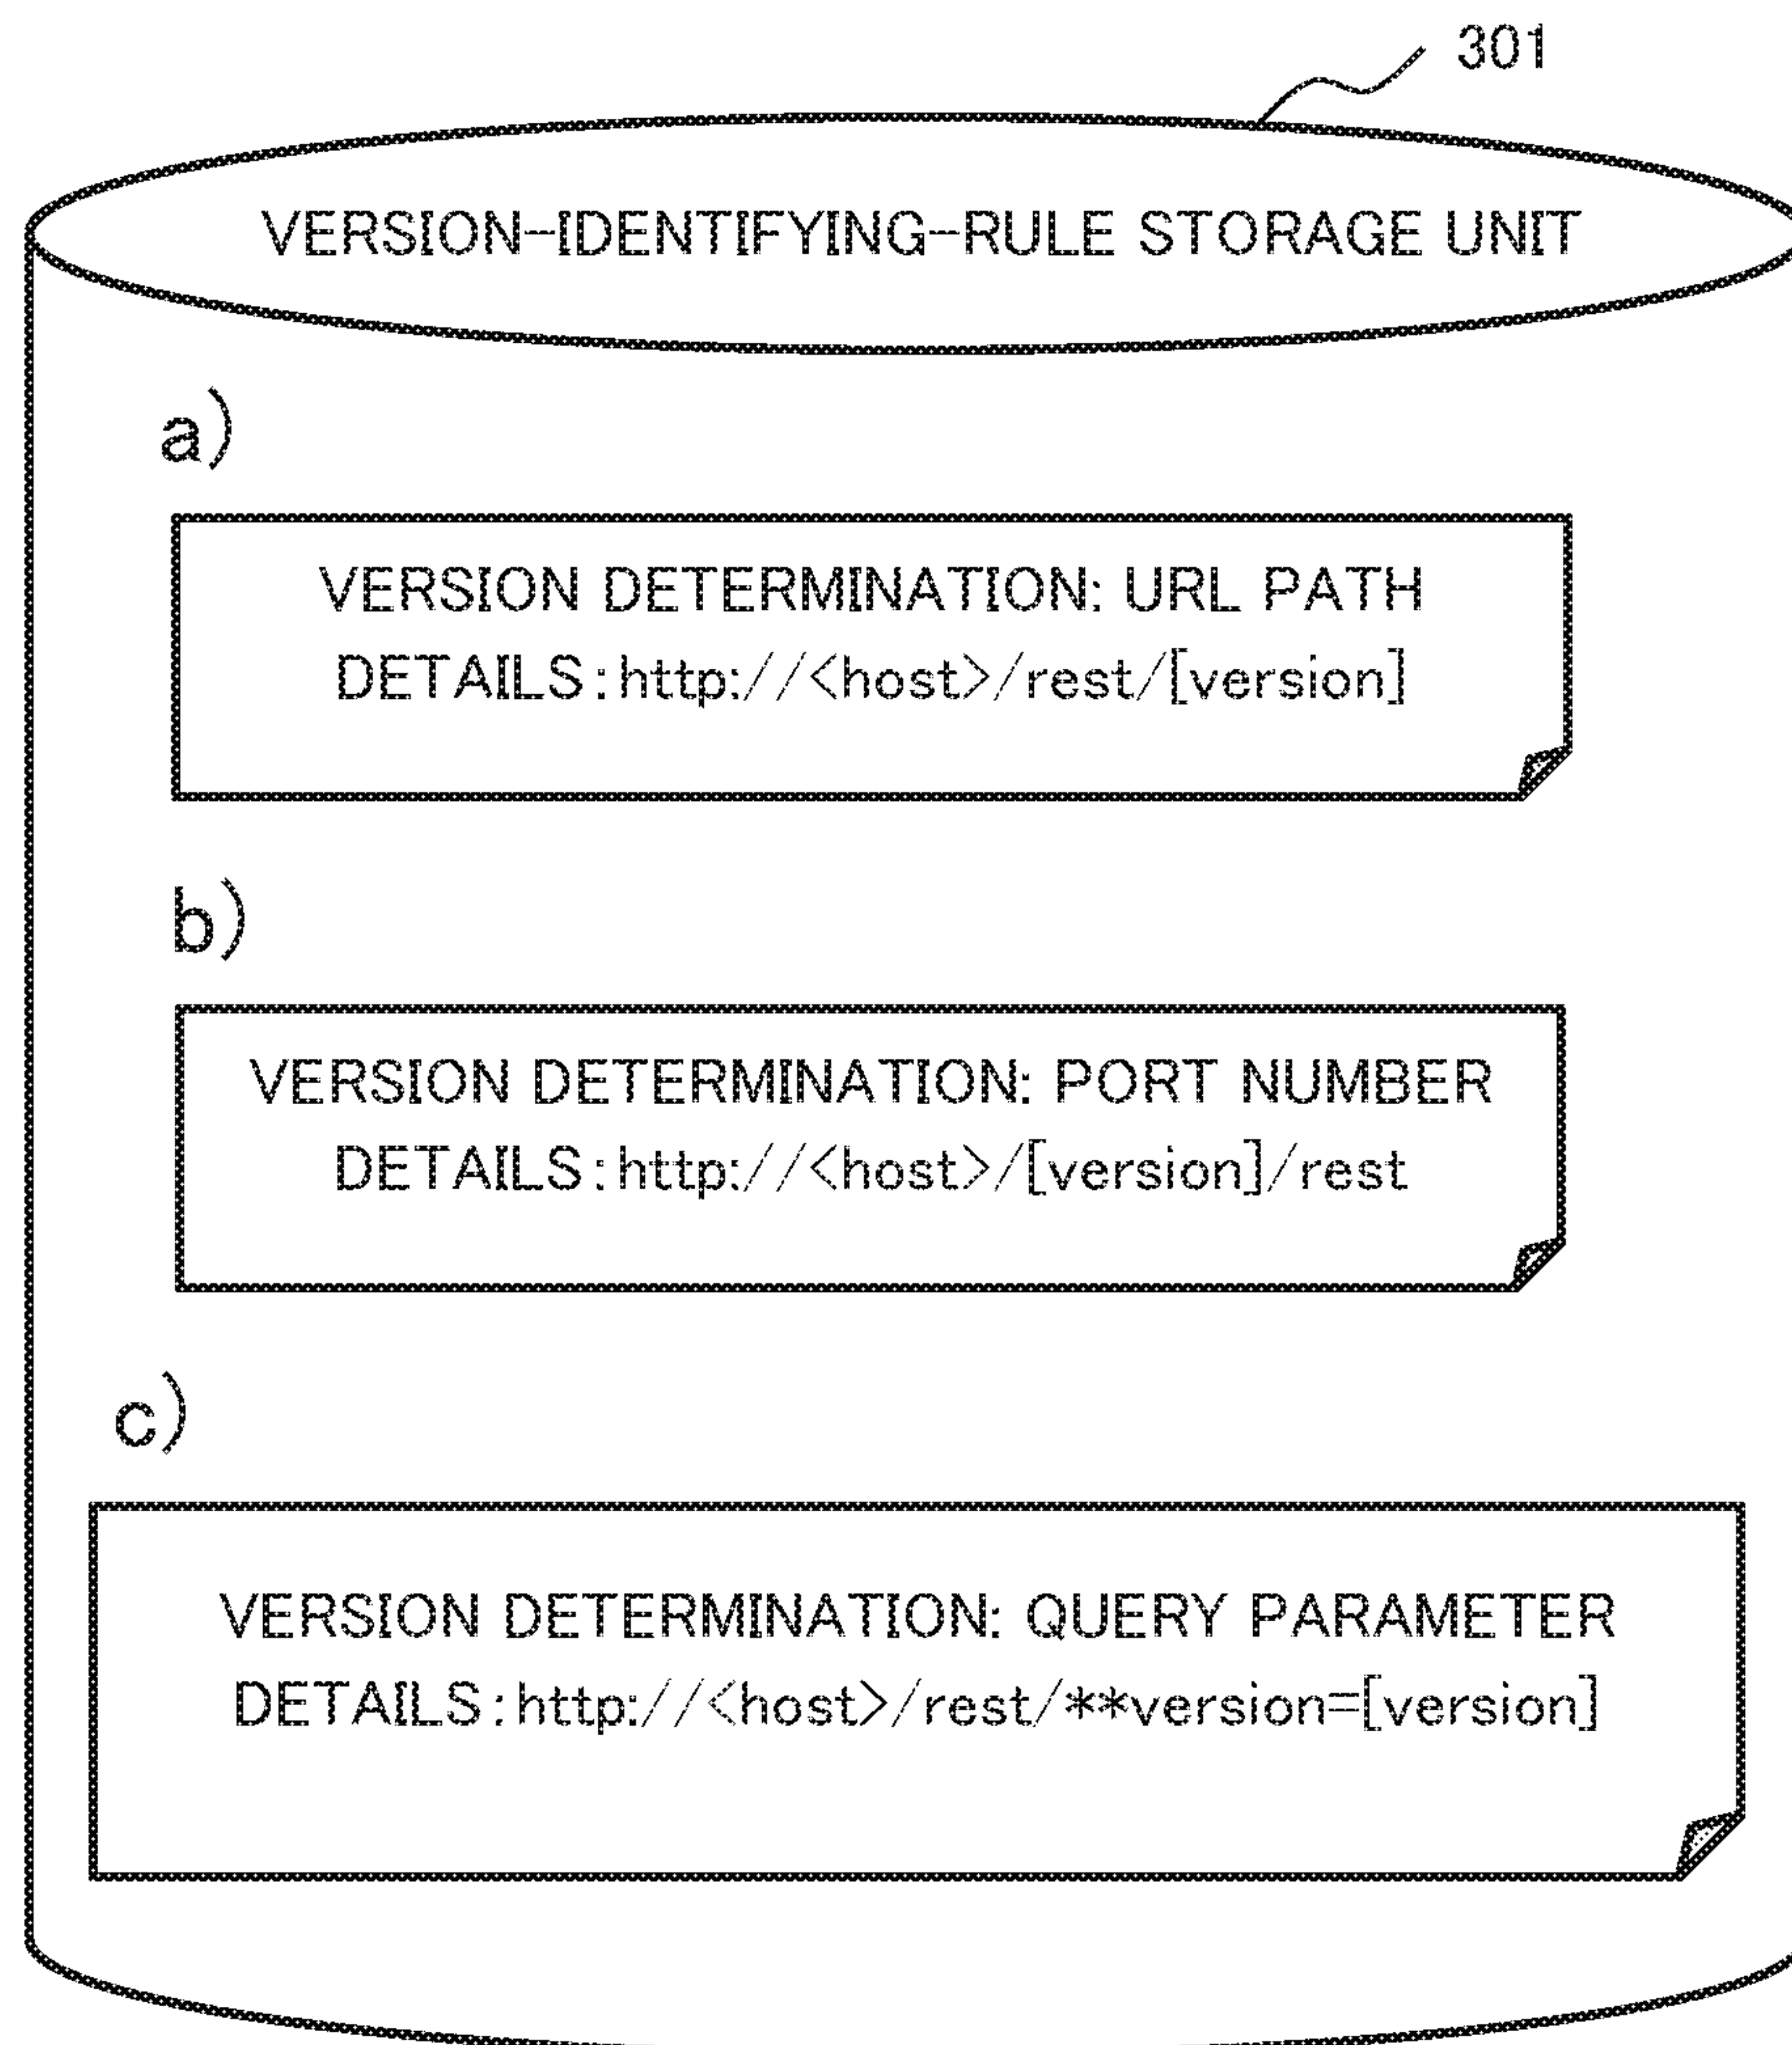 301
VERSION-IDENTIFYING-RULE STORAGE UNIT
a)
VERSION DETERMINATION: URL PATH
DETAILS:http://<host>/rest/[version]
b)
VERSION DETERMINATION: PORT NUMBER
DETAILS:http://<host>/[version]/rest
c)
VERSION DETERMINATION: QUERY PARAMETER
DETAILS:http://<host>/rest/**version=[version]